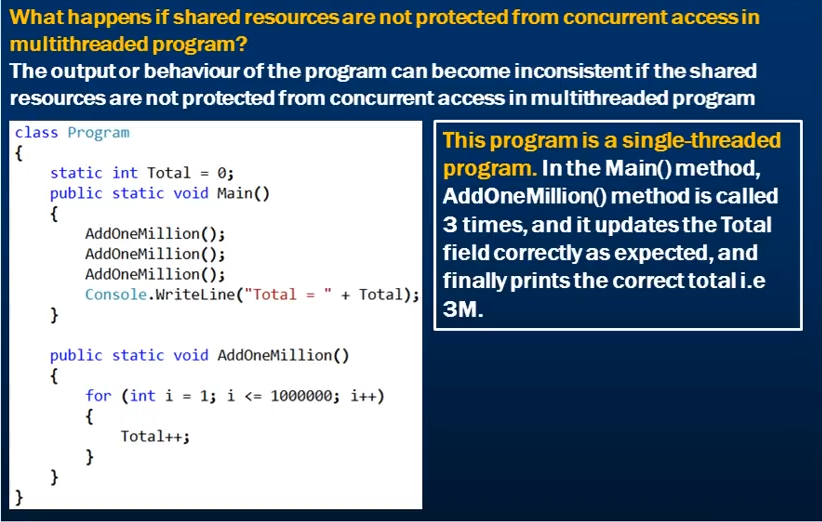 What happens if shared resources are not protected from concurrent access in
multithreaded program?
The output or behaviour of the program can become inconsistent if the shared
resources are not protected from concurrent access in multithreaded program
class Program
{
    static int Total = 0;
    public static void Main()
    {
        AddOneMillion();
        AddOneMillion();
        AddOneMillion();
        Console.WriteLine("Total = " + Total);
    }

    public static void AddOneMillion()
    {
        for (int i = 1; i <= 1000000; i++)
        {
            Total++;
        }
    }
}
This program is a single-threaded
program. In the Main() method,
AddOneMillion() method is called
3 times, and it updates the Total
field correctly as expected, and
finally prints the correct total i.e
3M.